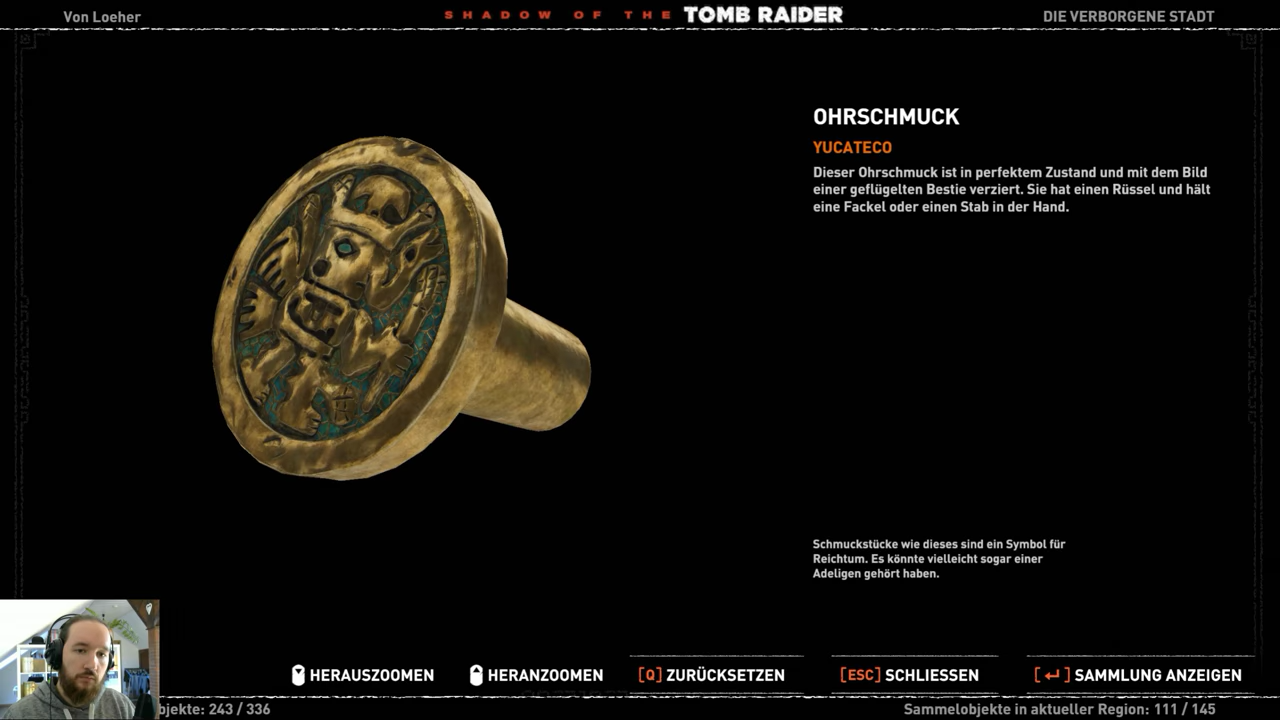 Von Loeher
SHADOW OF THE TOMB RAIDER
DIE VERBORGENE STADT
OHRSCHMUCK
YUCATECO
Dieser Ohrschmuck ist in perfektem Zustand und mit dem Bild
einer geflügelten Bestie verziert. Sie hat einen Rüssel und hält
eine Fackel oder einen Stab in der Hand.
Schmuckstücke wie dieses sind ein Symbol für
Reichtum. Es könnte vielleicht sogar einer
Adeligen gehört haben.
HERAUSZOOMEN
HERANZOOMEN
[Q] ZURÜCKSETZEN
[ESC] SCHLIESSEN
[↵] SAMMLUNG ANZEIGEN
bjekte: 243 / 336
Sammelobjekte in aktueller Region: 111 / 145